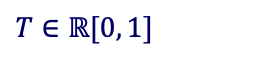 T ∈ ℝ[0, 1]